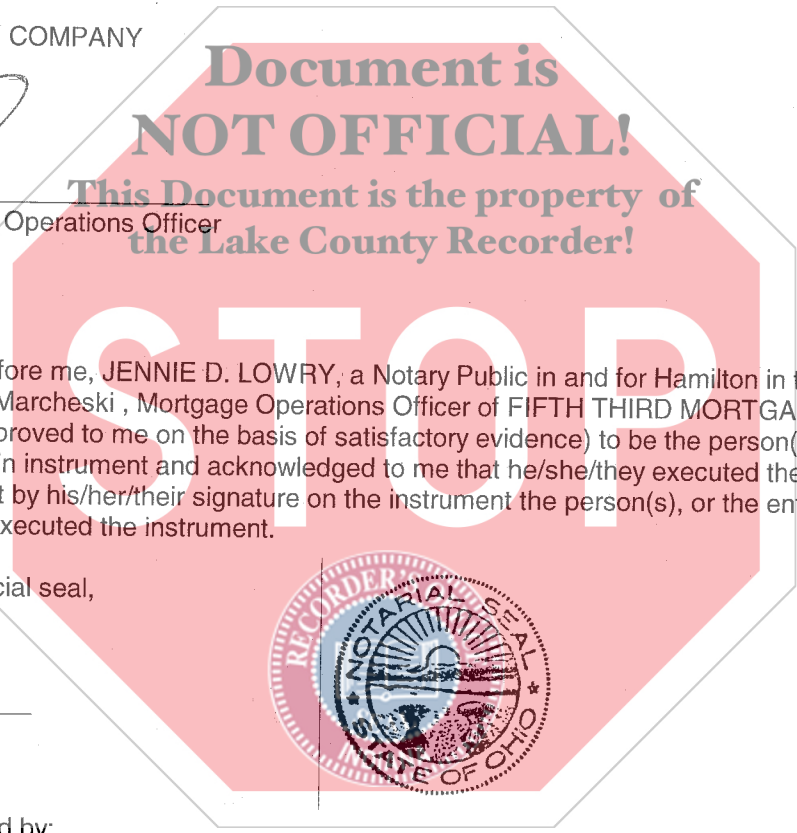 COMPANY
Document is
NOT OFFICIAL!
This Document is the property of
the Lake County Recorder!
Operations Officer
STOP
fore me, JENNIE D. LOWRY, a Notary Public in and for Hamilton in t
Marcheski , Mortgage Operations Officer of FIFTH THIRD MORTGA
proved to me on the basis of satisfactory evidence) to be the person(
n instrument and acknowledged to me that he/she/they executed the
t by his/her/their signature on the instrument the person(s), or the en
xecuted the instrument.
cial seal,
RECORDER'S
NOTARIAL SEAL
STATE OF OHIO
d by: